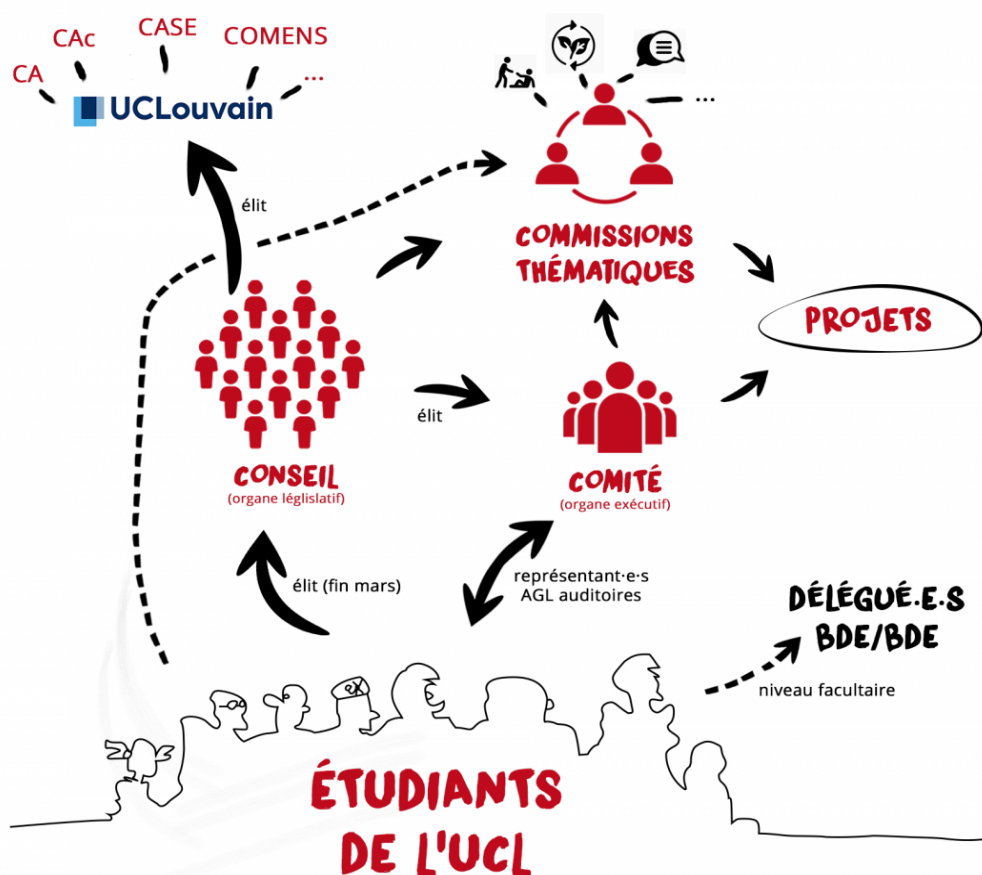 CA
CAc
CASE
COMENS
...
UCLouvain
...
élit
COMMISSIONS
THÉMATIQUES
PROJETS
élit
CONSEIL
(organe léglislatif)
COMITÉ
(organe exécutif)
élit (fin mars)
représentant·e·s
AGL auditoires
DÉLÉGUÉ.E.S
BDE/BDE
niveau facultaire
ÉTUDIANTS
DE L'UCL